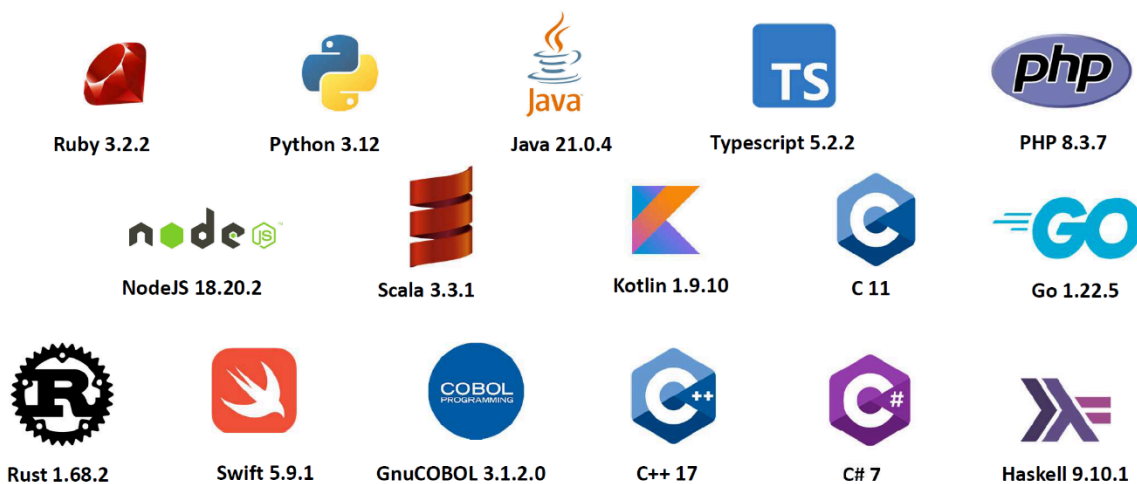 TS
php
Java
Ruby 3.2.2
Python 3.12
Java 21.0.4
Typescript 5.2.2
PHP 8.3.7
node
JS
C
GO
NodeJS 18.20.2
Scala 3.3.1
Kotlin 1.9.10
C 11
Go 1.22.5
R
COBOL
PROGRAMMING
C++
C#
Rust 1.68.2
Swift 5.9.1
GnuCOBOL 3.1.2.0
C++ 17
C# 7
Haskell 9.10.1